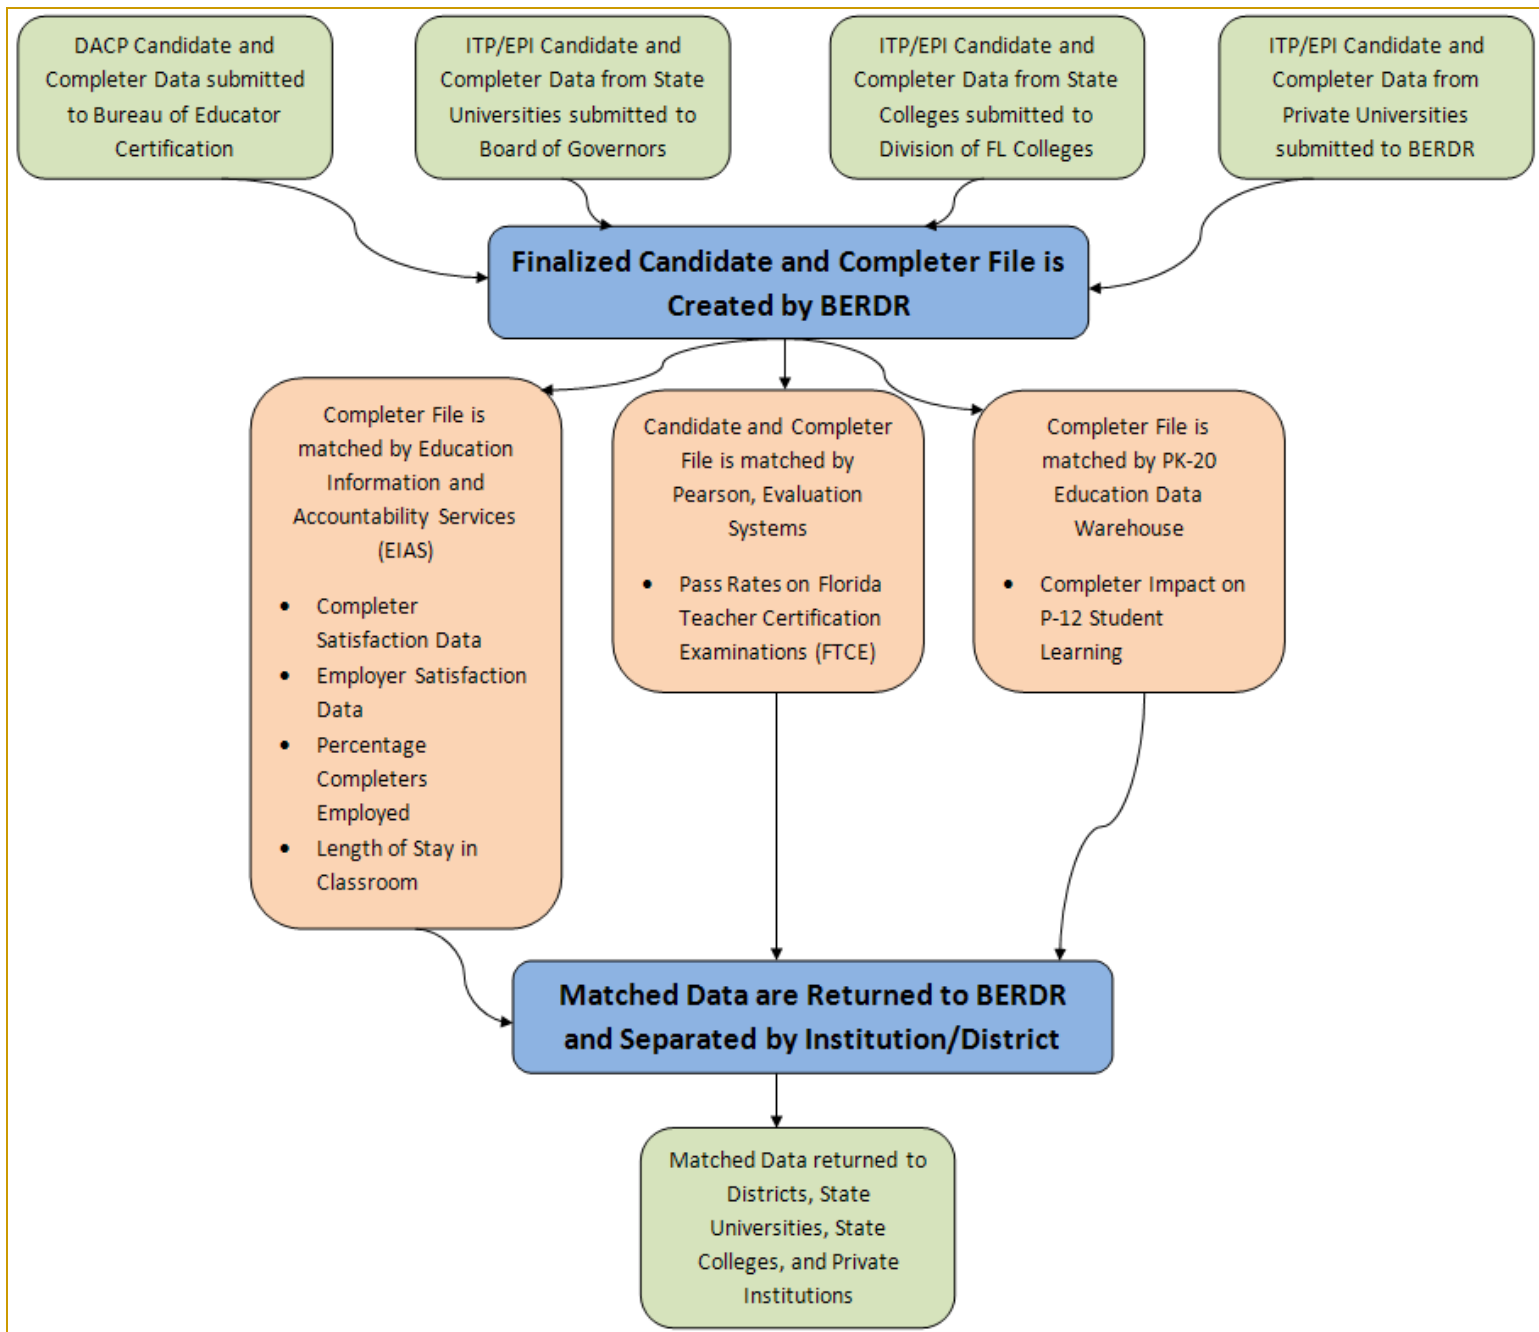 DACP Candidate and
Completer Data submitted
to Bureau of Educator
Certification
ITP/EPI Candidate and
Completer Data from State
Universities submitted to
Board of Governors
ITP/EPI Candidate and
Completer Data from State
Colleges submitted to
Division of FL Colleges
ITP/EPI Candidate and
Completer Data from
Private Universities
submitted to BERDR
Finalized Candidate and Completer File is
Created by BERDR
Completer File is
matched by Education
Information and
Accountability Services
(EIAS)
• Completer
Satisfaction Data
• Employer Satisfaction
Data
• Percentage
Completers
Employed
• Length of Stay in
Classroom
Candidate and Completer
File is matched by
Pearson, Evaluation
Systems
• Pass Rates on Florida
Teacher Certification
Examinations (FTCE)
Completer File is
matched by PK-20
Education Data
Warehouse
• Completer Impact on
P-12 Student
Learning
Matched Data are Returned to BERDR
and Separated by Institution/District
Matched Data returned to
Districts, State
Universities, State
Colleges, and Private
Institutions